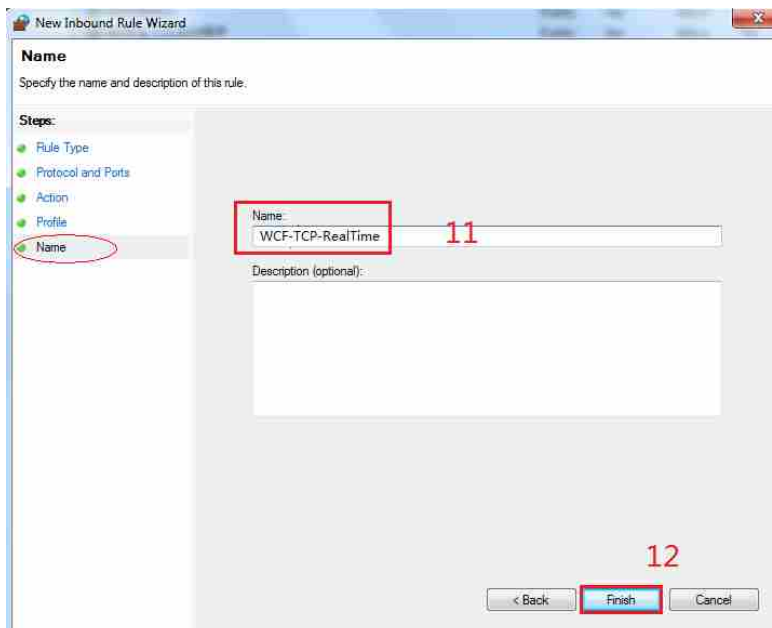 New Inbound Rule Wizard
Name
Specify the name and description of this rule.
Steps:
Rule Type
Protocol and Ports
Action
Profile
Name
Name:
WCF-TCP-RealTime
11
Description (optional):
12
< Back
Finish
Cancel